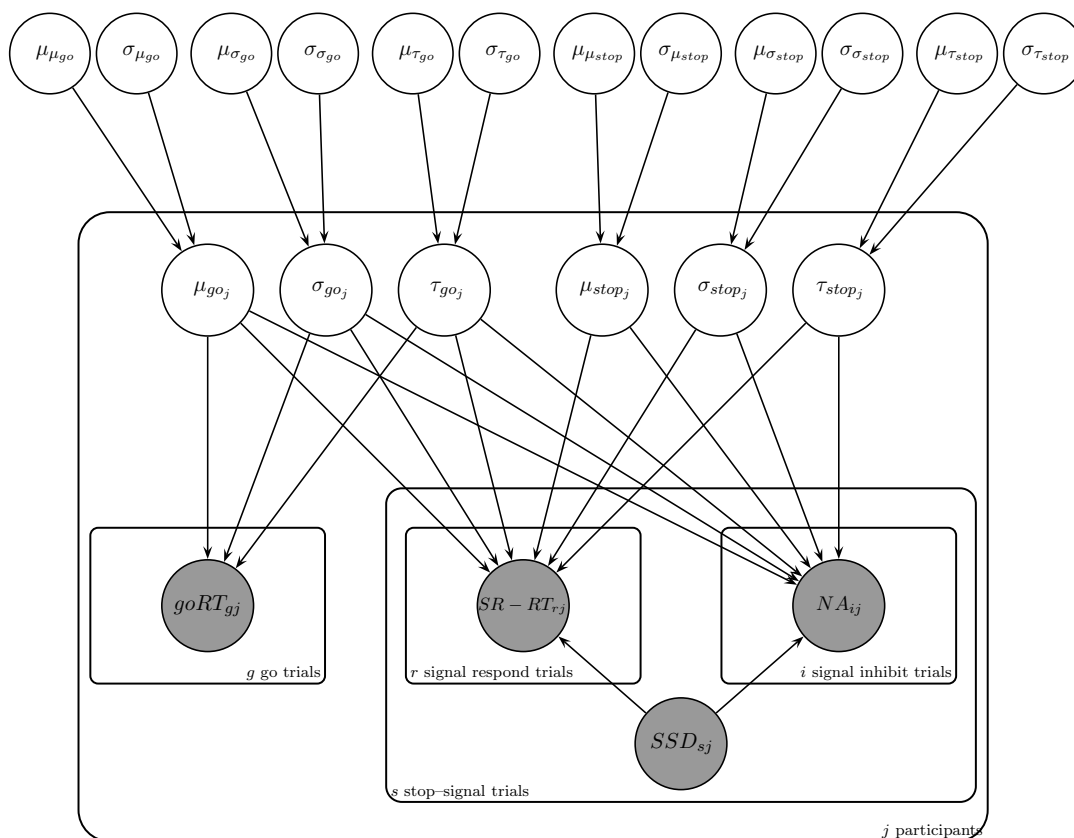 μ_{μ_{go}} σ_{μ_{go}} μ_{σ_{go}} σ_{σ_{go}} μ_{τ_{go}} σ_{τ_{go}} μ_{μ_{stop}} σ_{μ_{stop}} μ_{σ_{stop}} σ_{σ_{stop}} μ_{τ_{stop}} σ_{τ_{stop}}
μ_{go_j} σ_{go_j} τ_{go_j} μ_{stop_j} σ_{stop_j} τ_{stop_j}
goRT_{gj} SR − RT_{rj} NA_{ij}
g go trials r signal respond trials i signal inhibit trials
SSD_{sj}
s stop–signal trials
j participants